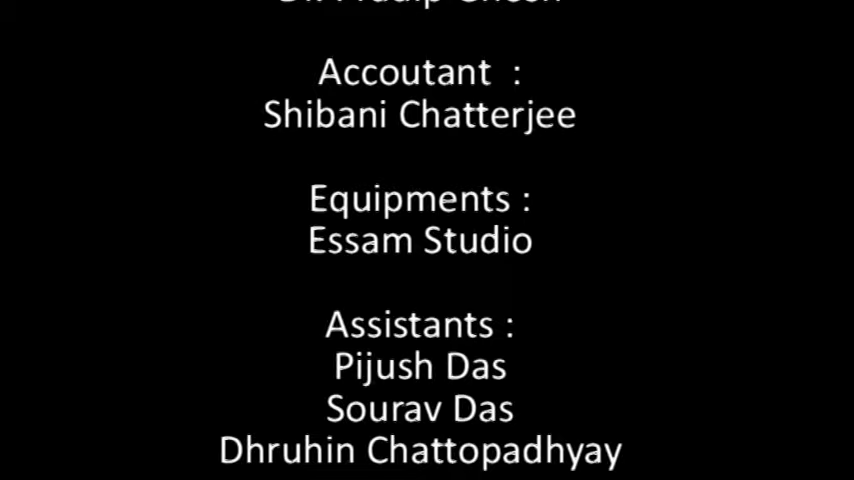 Accoutant :
Shibani Chatterjee
Equipments :
Essam Studio
Assistants :
Pijush Das
Sourav Das
Dhruhin Chattopadhyay